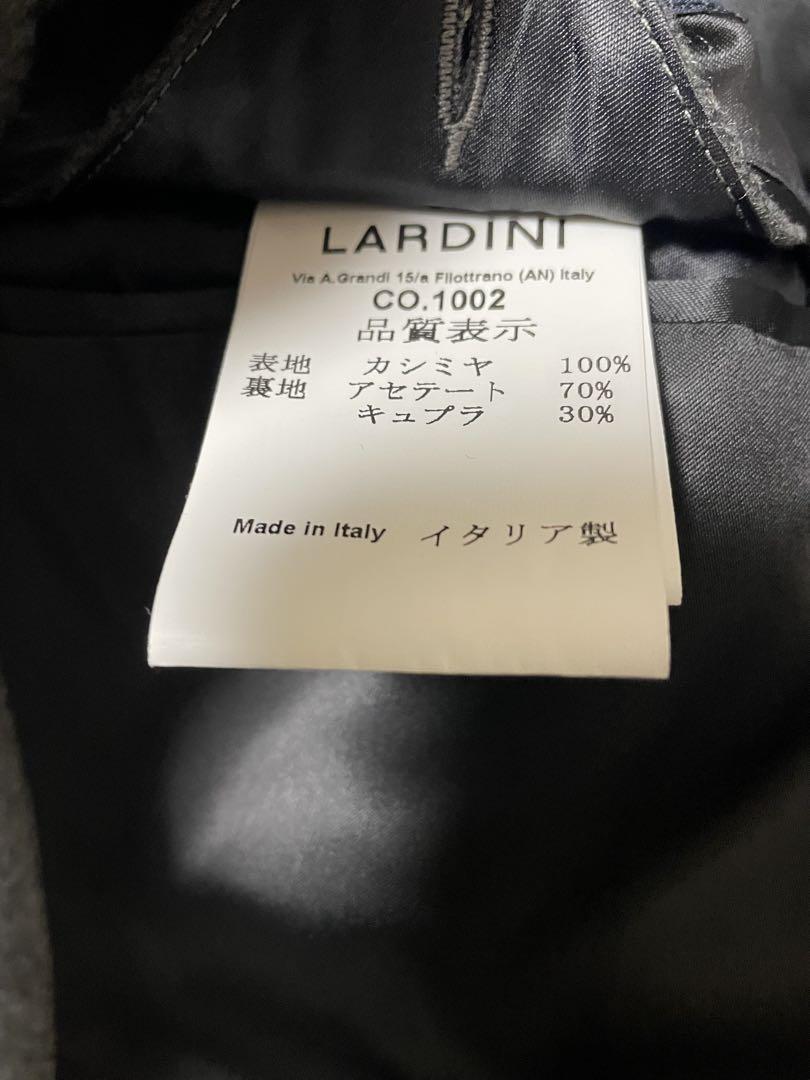 LARDINI
Via A.Grandi 15/a Filottrano (AN) Italy
CO.1002
品質表示
表地 カシミヤ 100%
裏地 アセテート 70%
キュプラ 30%
Made in Italy イタリア製